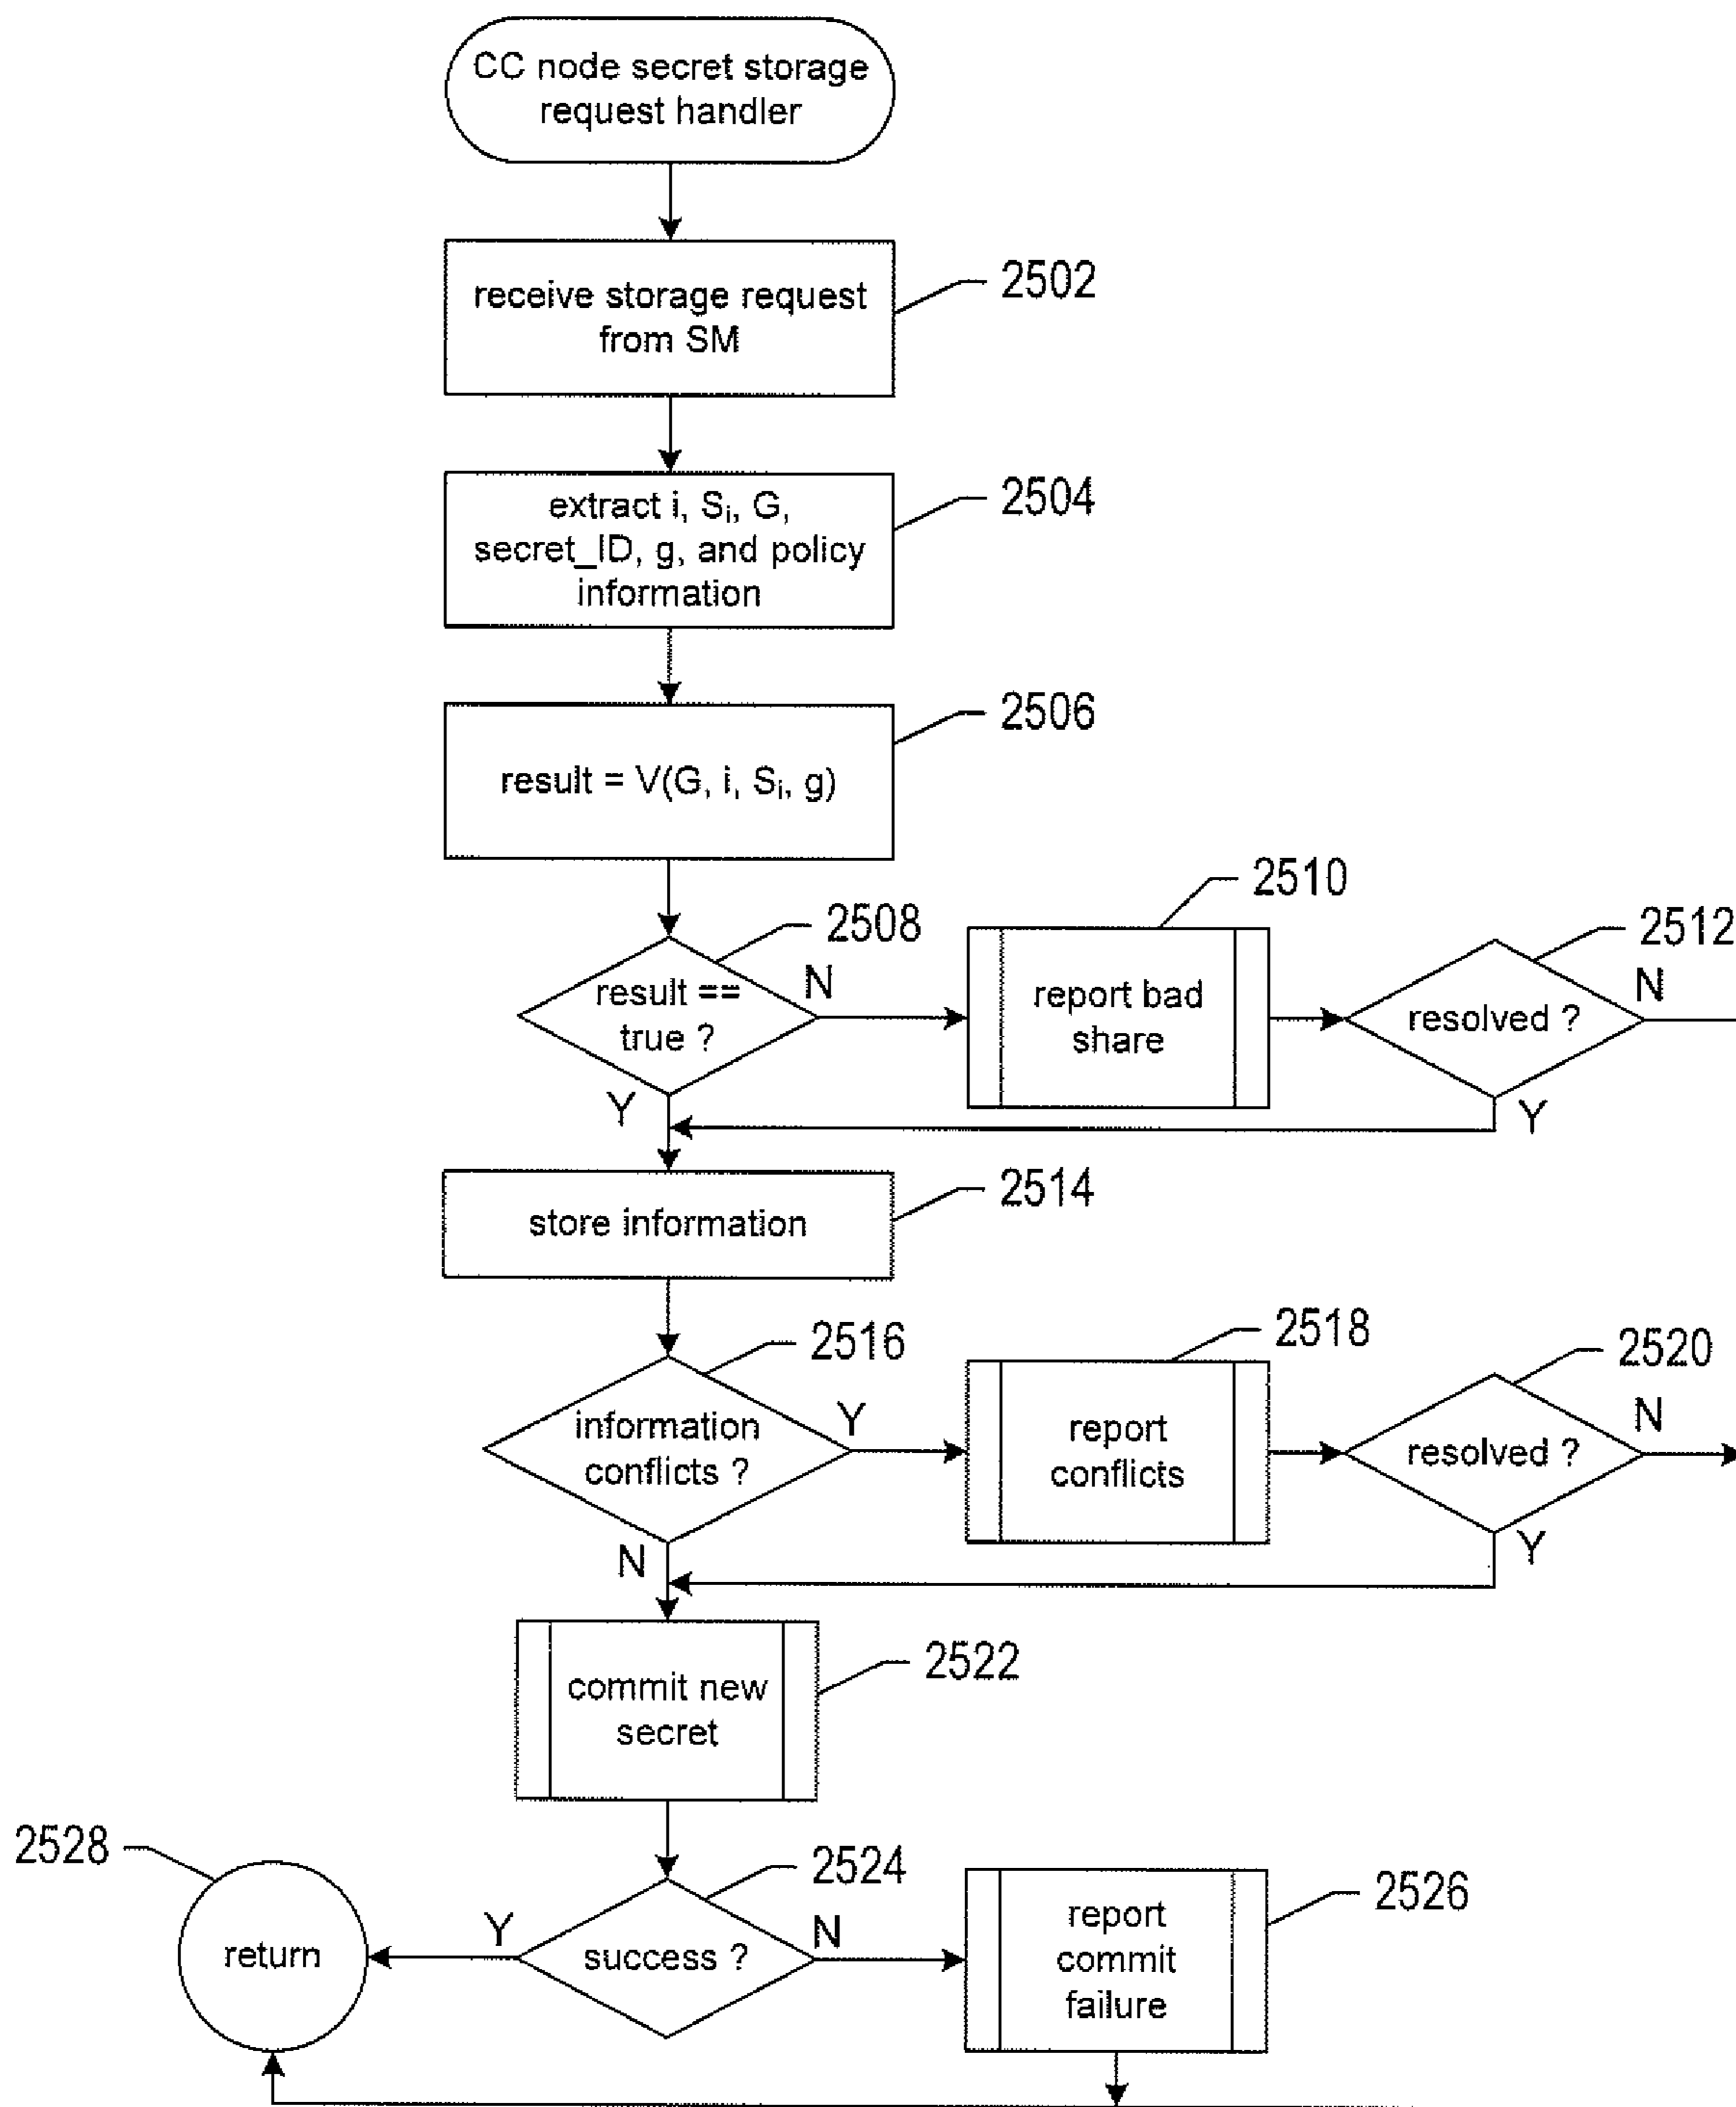 CC node secret storage
request handler
2502
receive storage request
from SM
2504
extract i, Sᵢ, G,
secret_ID, g, and policy
information
2506
result = V(G, i, Sᵢ, g)
2508
result ==
true ?
N
Y
2510
report bad
share
2512
resolved ?
N
Y
2514
store information
2516
information
conflicts ?
Y
N
2518
report
conflicts
2520
resolved ?
N
Y
2522
commit new
secret
2524
success ?
Y
N
2526
report
commit
failure
2528
return